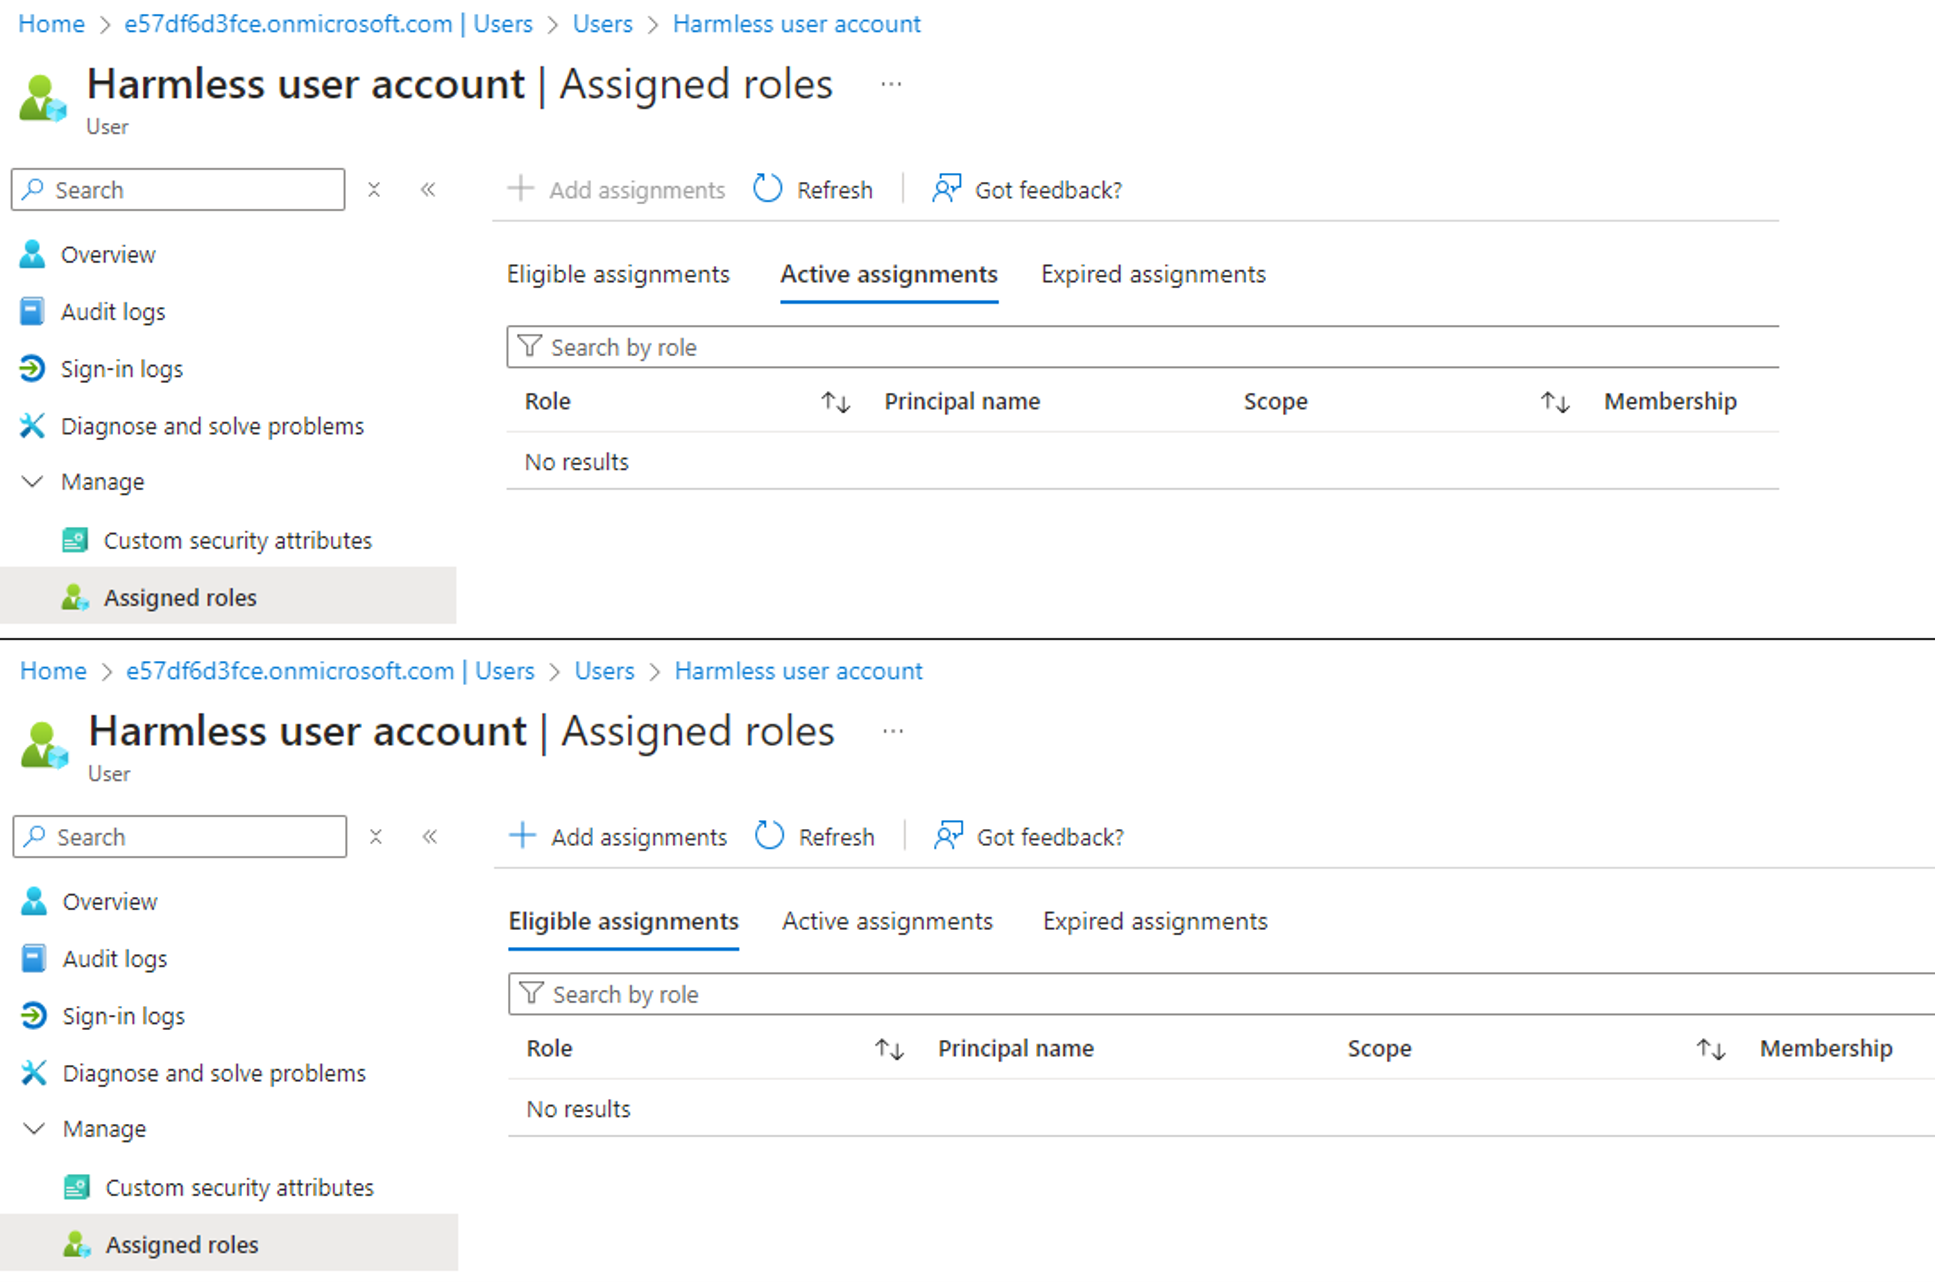 Home > e57df6d3fce.onmicrosoft.com | Users > Users > Harmless user account
Harmless user account | Assigned roles ...
User
Search
Add assignments Refresh Got feedback?
Overview
Audit logs
Sign-in logs
Diagnose and solve problems
Manage
Custom security attributes
Assigned roles
Eligible assignments Active assignments Expired assignments
Search by role
Role Principal name Scope Membership
No results
Home > e57df6d3fce.onmicrosoft.com | Users > Users > Harmless user account
Harmless user account | Assigned roles ...
User
Search
Add assignments Refresh Got feedback?
Overview
Audit logs
Sign-in logs
Diagnose and solve problems
Manage
Custom security attributes
Assigned roles
Eligible assignments Active assignments Expired assignments
Search by role
Role Principal name Scope Membership
No results